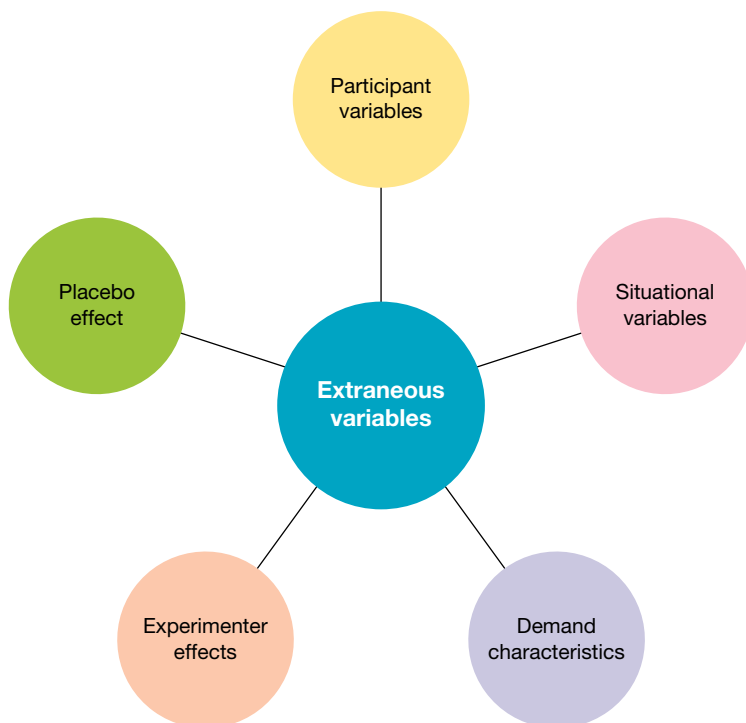 Participant
variables
Placebo
effect
Situational
variables
Extraneous
variables
Experimenter
effects
Demand
characteristics